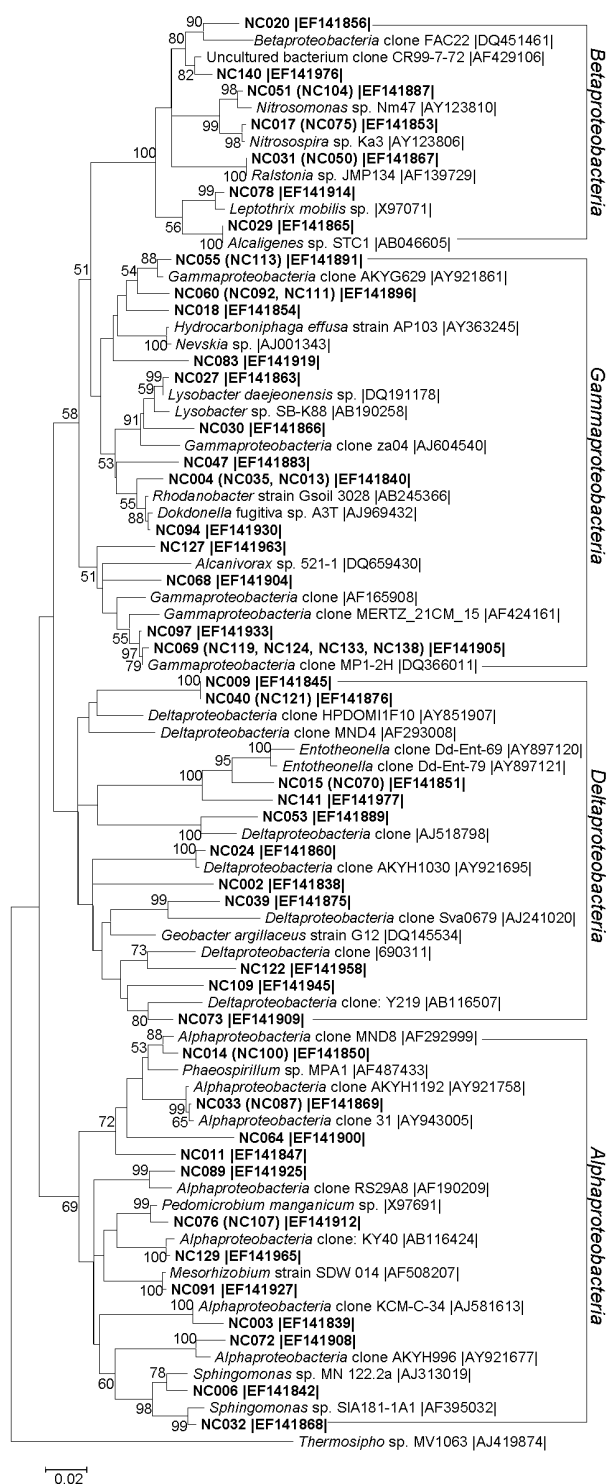 NC020 |EF141856|
Betaproteobacteria clone FAC22 |DQ451461|
Uncultured bacterium clone CR99-7-72 |AF429106|
NC140 |EF141976|
NC051 (NC104) |EF141887|
Nitrosomonas sp. Nm47 |AY123810|
NC017 (NC075) |EF141853|
Nitrosospira sp. Ka3 |AY123806|
NC031 (NC050) |EF141867|
Ralstonia sp. JMP134 |AF139729|
NC078 |EF141914|
Leptothrix mobilis sp. |X97071|
NC029 |EF141865|
Alcaligenes sp. STC1 |AB046605|
NC055 (NC113) |EF141891|
Gammaproteobacteria clone AKYG629 |AY921861|
NC060 (NC092, NC111) |EF141896|
NC018 |EF141854|
Hydrocarboniphaga effusa strain AP103 |AY363245|
Nevskia sp. |AJ001343|
NC083 |EF141919|
NC027 |EF141863|
Lysobacter daejeonensis sp. |DQ191178|
Lysobacter sp. SB-K88 |AB190258|
NC030 |EF141866|
Gammaproteobacteria clone za04 |AJ604540|
NC047 |EF141883|
NC004 (NC035, NC013) |EF141840|
Rhodanobacter strain Gsoil 3028 |AB245366|
Dokdonella fugitiva sp. A3T |AJ969432|
NC094 |EF141930|
NC127 |EF141963|
Alcanivorax sp. 521-1 |DQ659430|
NC068 |EF141904|
Gammaproteobacteria clone |AF165908|
Gammaproteobacteria clone MERTZ_21CM_15 |AF424161|
NC097 |EF141933|
NC069 (NC119, NC124, NC133, NC138) |EF141905|
Gammaproteobacteria clone MP1-2H |DQ366011|
NC009 |EF141845|
NC040 (NC121) |EF141876|
Deltaproteobacteria clone HPDOMI1F10 |AY851907|
Deltaproteobacteria clone MND4 |AF293008|
Entotheonella clone Dd-Ent-69 |AY897120|
Entotheonella clone Dd-Ent-79 |AY897121|
NC015 (NC070) |EF141851|
NC141 |EF141977|
NC053 |EF141889|
Deltaproteobacteria clone |AJ518798|
NC024 |EF141860|
Deltaproteobacteria clone AKYH1030 |AY921695|
NC002 |EF141838|
NC039 |EF141875|
Deltaproteobacteria clone Sva0679 |AJ241020|
Geobacter argillaceus strain G12 |DQ145534|
Deltaproteobacteria clone |690311|
NC122 |EF141958|
NC109 |EF141945|
Deltaproteobacteria clone: Y219 |AB116507|
NC073 |EF141909|
Alphaproteobacteria clone MND8 |AF292999|
NC014 (NC100) |EF141850|
Phaeospirillum sp. MPA1 |AF487433|
Alphaproteobacteria clone AKYH1192 |AY921758|
NC033 (NC087) |EF141869|
Alphaproteobacteria clone 31 |AY943005|
NC064 |EF141900|
NC011 |EF141847|
NC089 |EF141925|
Alphaproteobacteria clone RS29A8 |AF190209|
Pedomicrobium manganicum sp. |X97691|
NC076 (NC107) |EF141912|
Alphaproteobacteria clone: KY40 |AB116424|
NC129 |EF141965|
Mesorhizobium strain SDW 014 |AF508207|
NC091 |EF141927|
Alphaproteobacteria clone KCM-C-34 |AJ581613|
NC003 |EF141839|
NC072 |EF141908|
Alphaproteobacteria clone AKYH996 |AY921677|
Sphingomonas sp. MN 122.2a |AJ313019|
NC006 |EF141842|
Sphingomonas sp. SIA181-1A1 |AF395032|
NC032 |EF141868|
Thermosipho sp. MV1063 |AJ419874|
Betaproteobacteria
Gammaproteobacteria
Deltaproteobacteria
Alphaproteobacteria
90
80
82
98
99
98
100
100
99
56
100
51
88
54
100
58
99
59
91
53
55
88
51
55
97
79
100
100
95
100
100
100
99
73
80
88
53
99
65
72
99
69
99
100
100
100
100
78
60
98
99
0.02